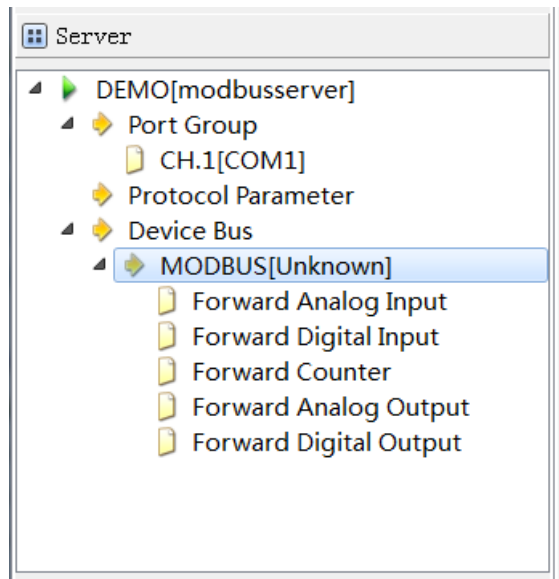 Server
DEMO[modbusserver]
Port Group
CH.1[COM1]
Protocol Parameter
Device Bus
MODBUS[Unknown]
Forward Analog Input
Forward Digital Input
Forward Counter
Forward Analog Output
Forward Digital Output